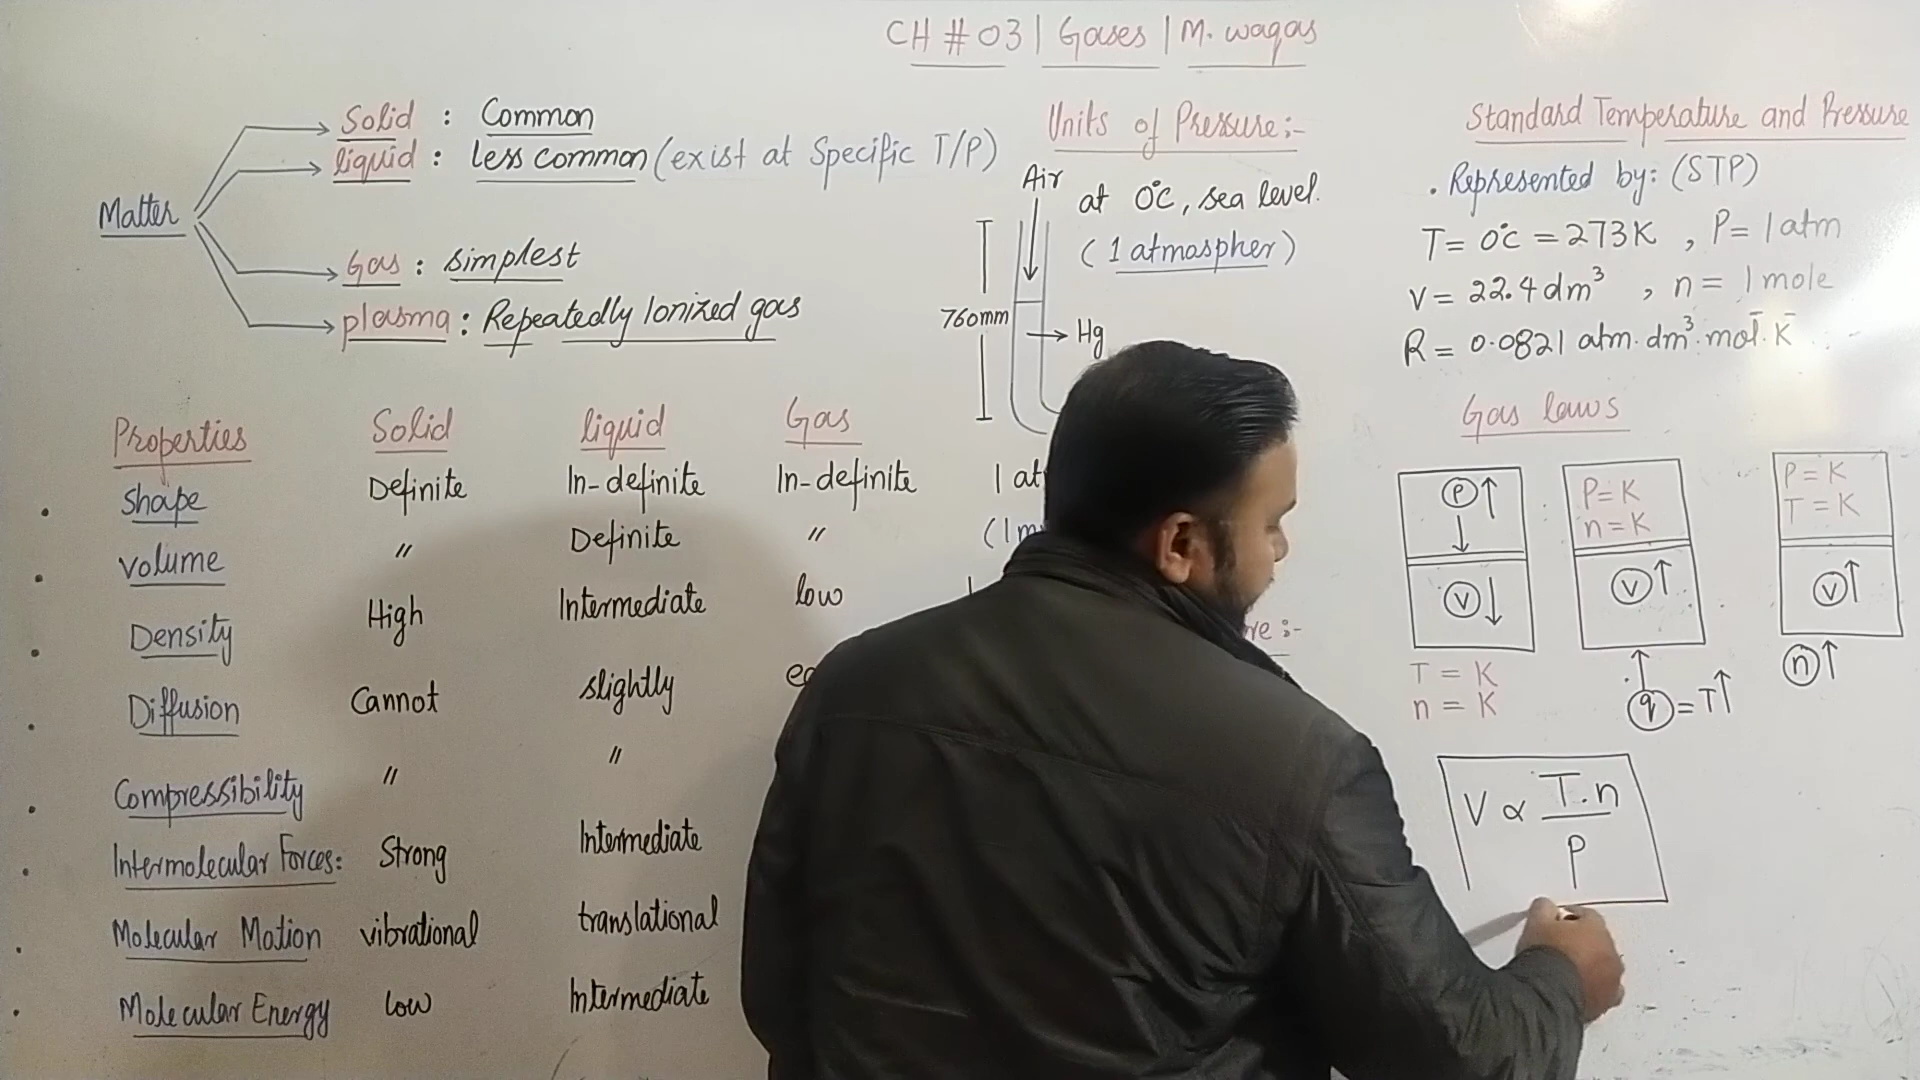 CH # 03 | Gases | M. waqas
Matter
Solid : Common
liquid : less common (exist at Specific T/P)
Gas : simplest
plasma : Repeatedly Ionized gas
Properties Solid liquid Gas
Shape Definite In-definite In-definite
volume " Definite "
Density High Intermediate low
Diffusion Cannot slightly
Compressibility " "
Intermolecular Forces: Strong Intermediate
Molecular Motion vibrational translational
Molecular Energy low Intermediate
Units of Pressure:-
Air
at 0°C, sea level.
(1 atmospher)
760mm
Hg
1 at
(1m
re :-
Standard Temperature and Pressure
. Represented by: (STP)
T= 0°C = 273K , P= 1 atm
V= 22.4 dm³ , n= 1 mole
R= 0.0821 atm.dm³.mol⁻.K⁻
Gas laws
P↑ ↓
V↓
T = K
n = K
P= K
n= K
V↑
↑
q = T↑
P= K
T= K
V↑
n↑
V ∝ T.n
P